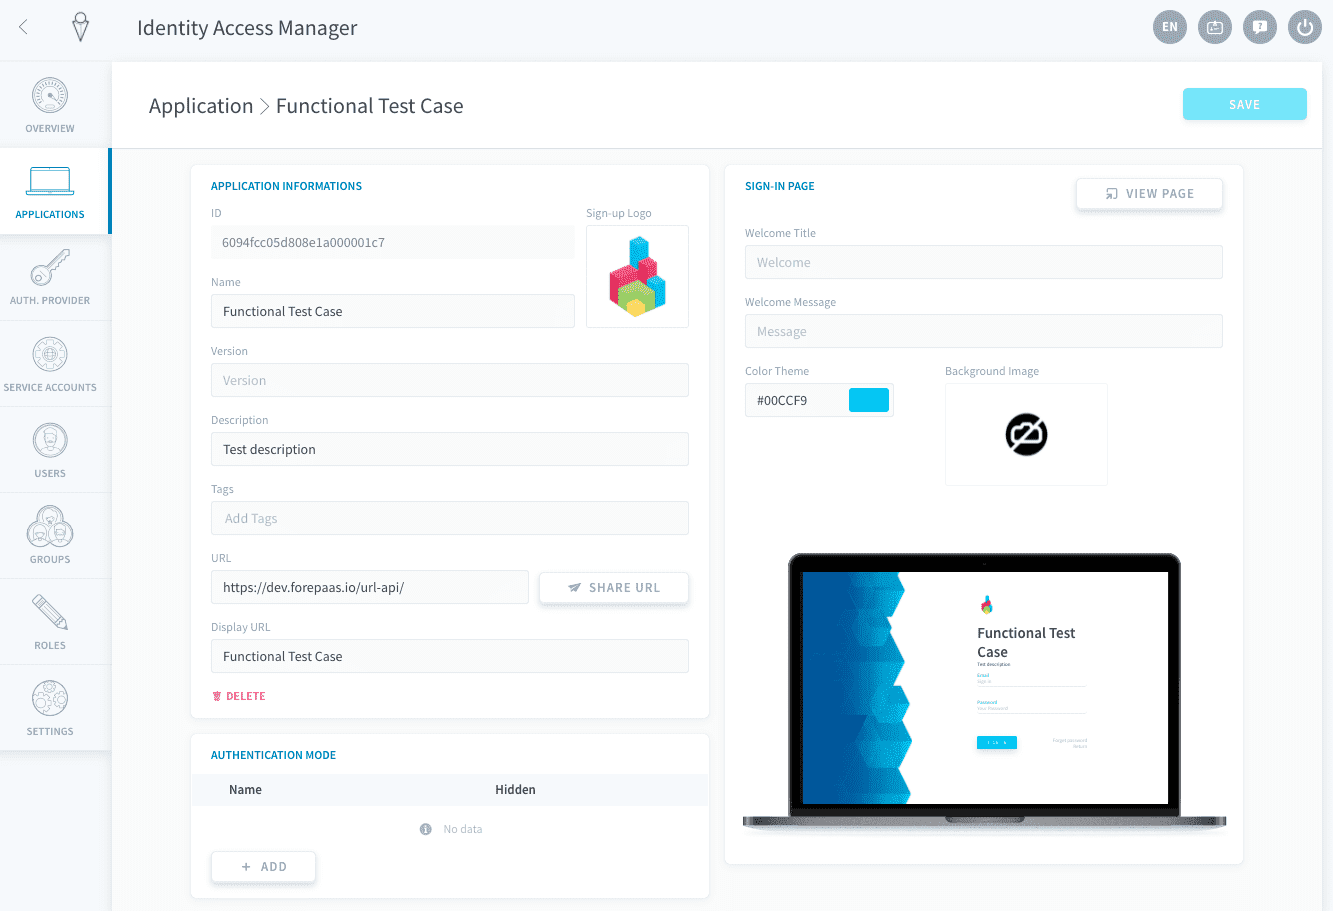 Identity Access Manager
EN
?
Application > Functional Test Case
SAVE
OVERVIEW
APPLICATIONS
AUTH. PROVIDER
SERVICE ACCOUNTS
USERS
GROUPS
ROLES
SETTINGS
APPLICATION INFORMATIONS
ID
6094fcc05d808e1a000001c7
Sign-up Logo
Name
Functional Test Case
Version
Version
Description
Test description
Tags
Add Tags
URL
https://dev.forepaas.io/url-api/
SHARE URL
Display URL
Functional Test Case
DELETE
AUTHENTICATION MODE
Name Hidden
No data
+ ADD
SIGN-IN PAGE
VIEW PAGE
Welcome Title
Welcome
Welcome Message
Message
Color Theme
#00CCF9
Background Image
Functional Test
Case
Test description
Email
Password
Your Password
Forgot password